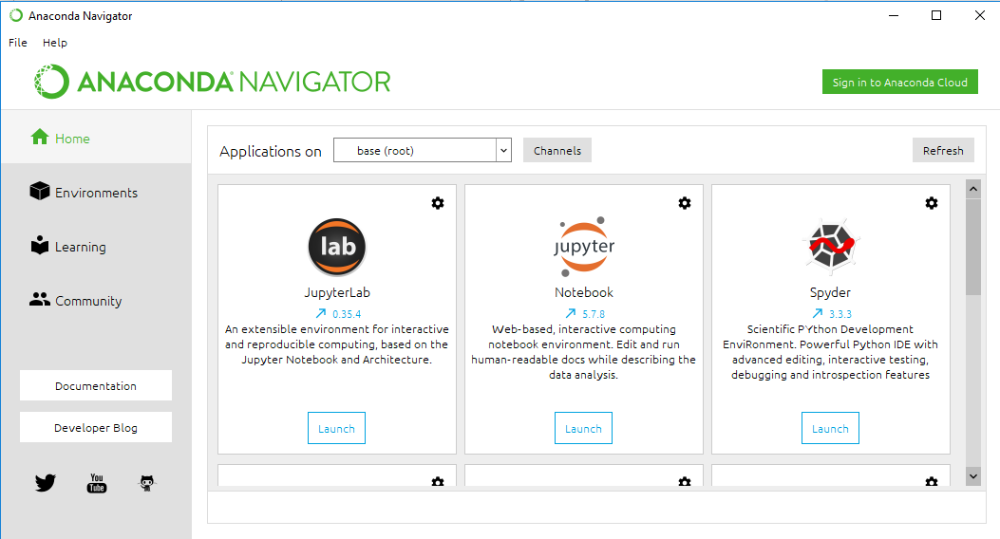 Anaconda Navigator
File Help
ANACONDA NAVIGATOR
Sign in to Anaconda Cloud
Home
Environments
Learning
Community
Documentation
Developer Blog
You
Tube
Applications on base (root) Channels Refresh
lab
JupyterLab
0.35.4
An extensible environment for interactive
and reproducible computing, based on the
Jupyter Notebook and Architecture.
Launch
jupyter
Notebook
5.7.8
Web-based, interactive computing
notebook environment. Edit and run
human-readable docs while describing the
data analysis.
Launch
Spyder
3.3.3
Scientific PYthon Development
EnviRonment. Powerful Python IDE with
advanced editing, interactive testing,
debugging and introspection features
Launch